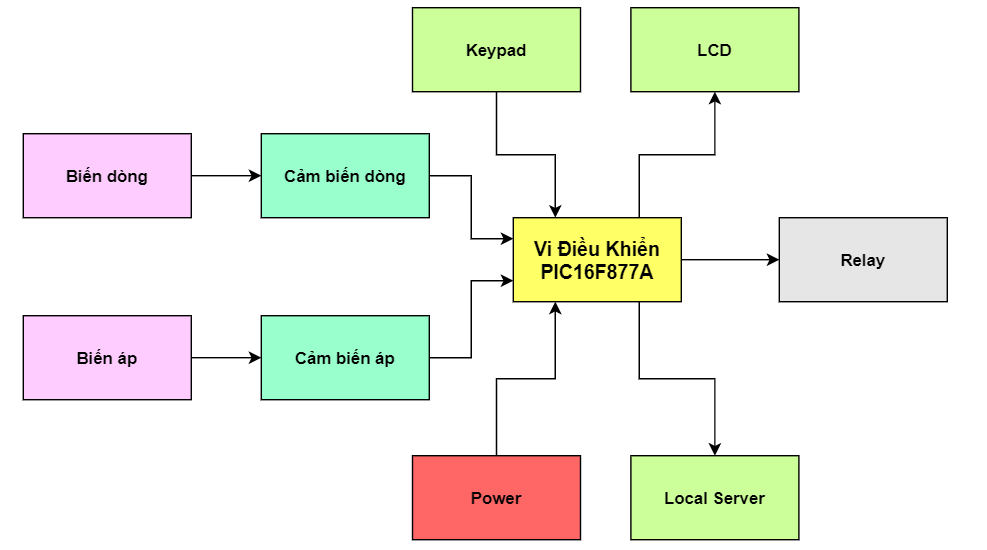 Keypad
LCD
Biến dòng
Cảm biến dòng
Vi Điều Khiển
PIC16F877A
Relay
Biến áp
Cảm biến áp
Power
Local Server